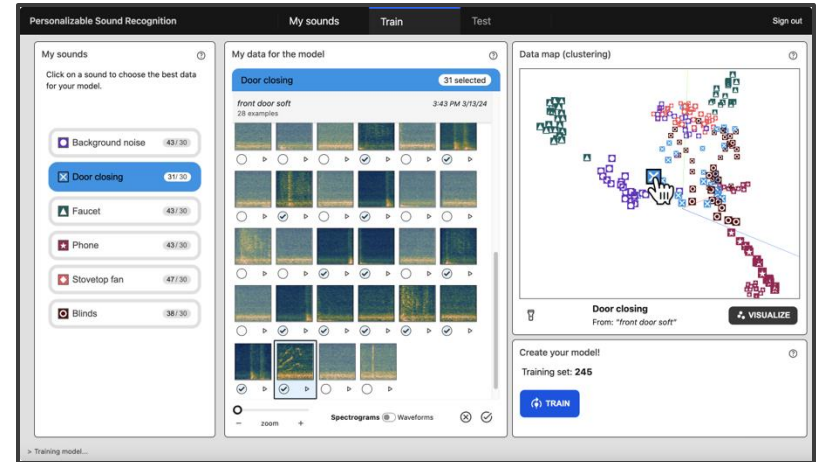 Personalizable Sound Recognition
My sounds
Train
Test
Sign out
My sounds
Click on a sound to choose the best data
for your model.
Background noise 43/30
Door closing 31/30
Faucet 43/30
Phone 43/30
Stovetop fan 47/30
Blinds 38/30
My data for the model
Door closing 31 selected
front door soft 3:43 PM 3/13/24
28 examples
- zoom +
Spectrograms Waveforms
Data map (clustering)
Door closing
From: "front door soft"
VISUALIZE
Create your model!
Training set: 245
TRAIN
> Training model...